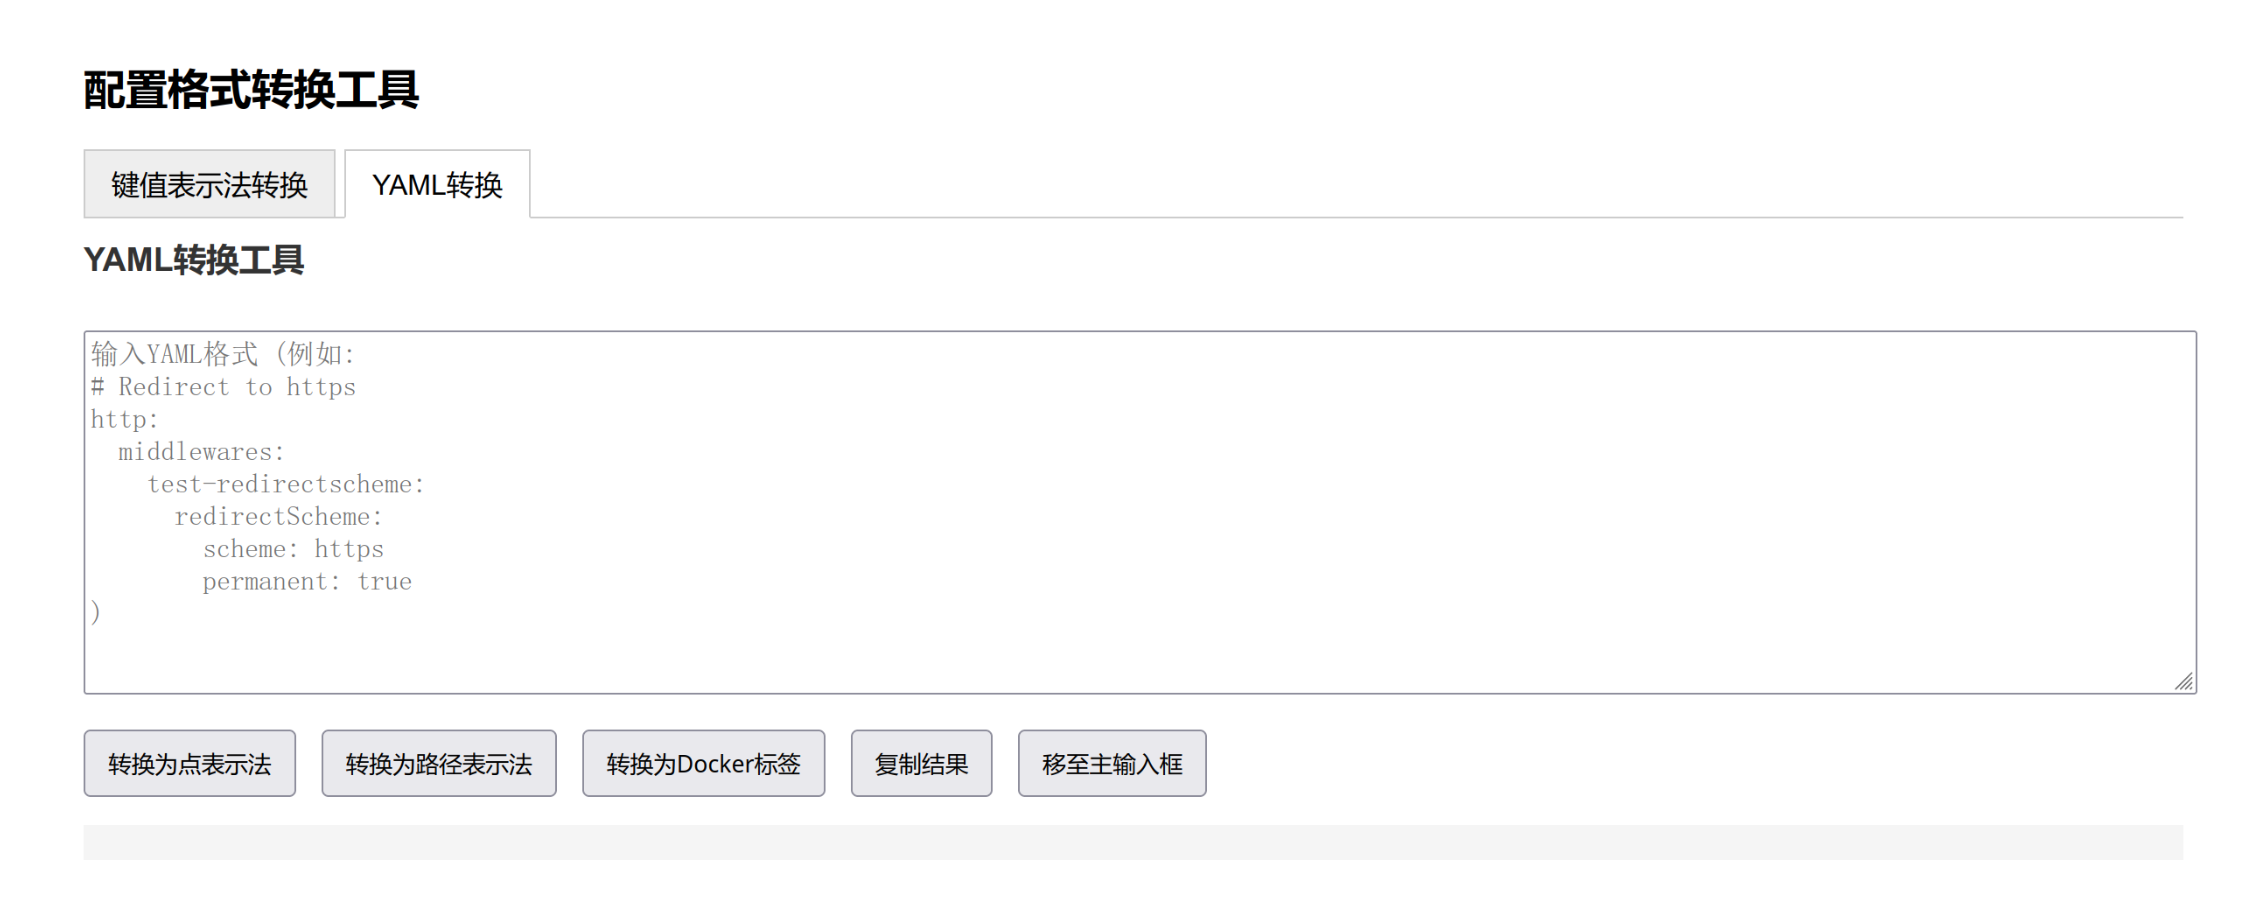 配置格式转换工具
键值表示法转换 YAML转换
YAML转换工具
输入YAML格式 (例如:
# Redirect to https
http:
  middlewares:
    test-redirectscheme:
      redirectScheme:
        scheme: https
        permanent: true
)
转换为点表示法 转换为路径表示法 转换为Docker标签 复制结果 移至主输入框